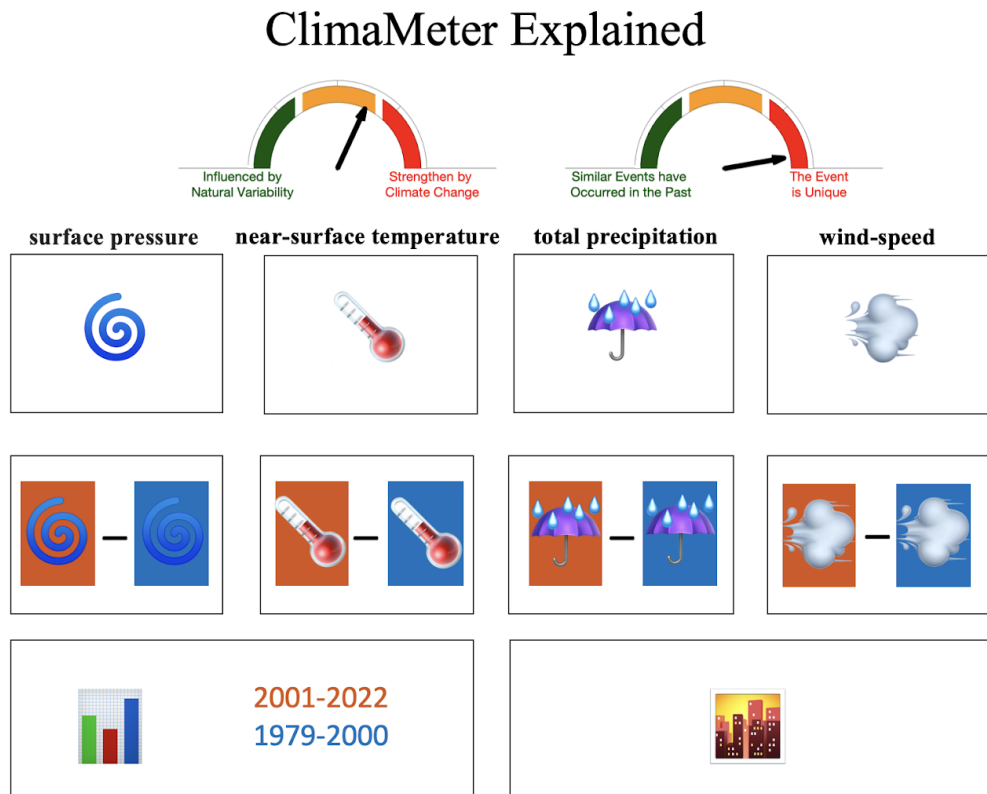 ClimaMeter Explained
Influenced by
Natural Variability
Strengthen by
Climate Change
Similar Events have
Occurred in the Past
The Event
is Unique
surface pressure
near-surface temperature
total precipitation
wind-speed
2001-2022
1979-2000